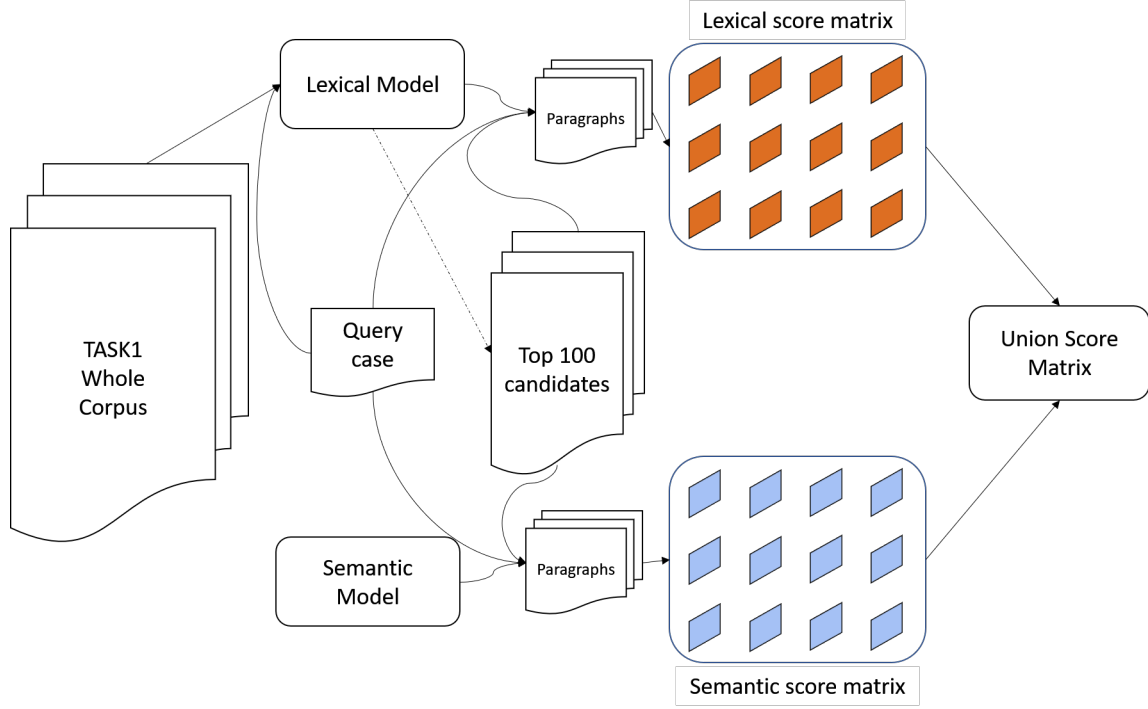 Lexical score matrix
Lexical Model
Paragraphs
TASK1
Whole
Corpus
Query
case
Top 100
candidates
Union Score
Matrix
Semantic
Model
Paragraphs
Semantic score matrix